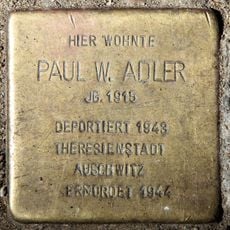 HIER WOHNTE
PAUL W. ADLER
JG. 1915
DEPORTIERT 1943
THERESIENSTADT
AUSCHWITZ
ERMORDET 1944